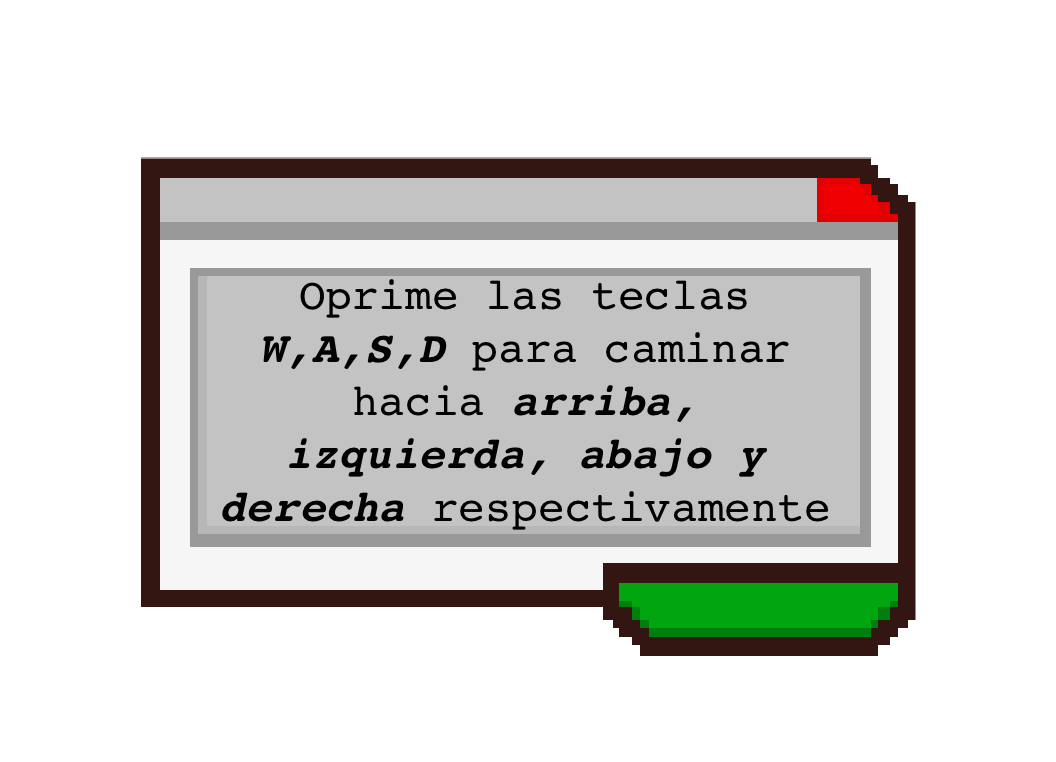 Oprime las teclas
W,A,S,D para caminar
hacia arriba,
izquierda, abajo y
derecha respectivamente